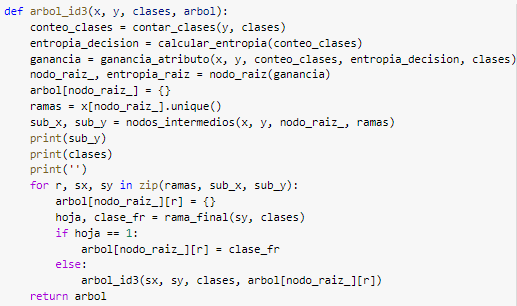 def arbol_id3(x, y, clases, arbol):
    conteo_clases = contar_clases(y, clases)
    entropia_decision = calcular_entropia(conteo_clases)
    ganancia = ganancia_atributo(x, y, conteo_clases, entropia_decision, clases)
    nodo_raiz_, entropia_raiz = nodo_raiz(ganancia)
    arbol[nodo_raiz_] = {}
    ramas = x[nodo_raiz_].unique()
    sub_x, sub_y = nodos_intermedios(x, y, nodo_raiz_, ramas)
    print(sub_y)
    print(clases)
    print('')
    for r, sx, sy in zip(ramas, sub_x, sub_y):
        arbol[nodo_raiz_][r] = {}
        hoja, clase_fr = rama_final(sy, clases)
        if hoja == 1:
            arbol[nodo_raiz_][r] = clase_fr
        else:
            arbol_id3(sx, sy, clases, arbol[nodo_raiz_][r])
    return arbol